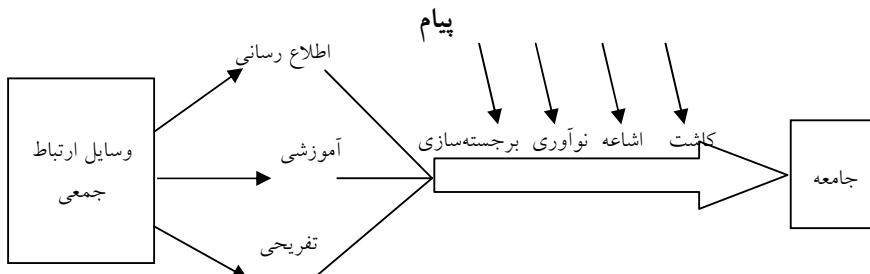 پیام
اطلاع رسانی
وسایل ارتباط
جمعی
آموزشی
تفریحی
برجسته‌سازی نوآوری اشاعه کاشت
جامعه